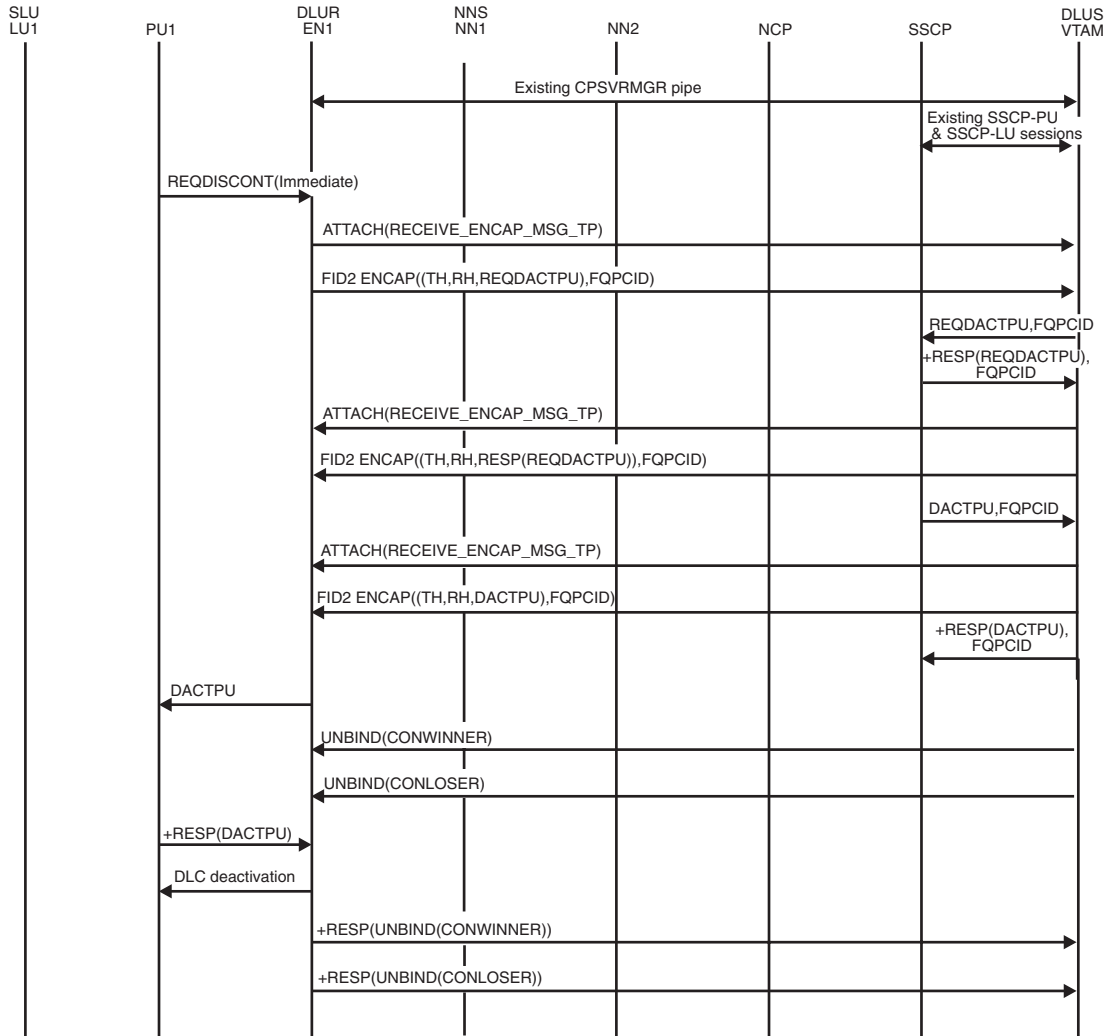 SLU
LU1
PU1
DLUR
EN1
NNS
NN1
NN2
NCP
SSCP
DLUS
VTAM
Existing CPSVRMGR pipe
Existing SSCP-PU
& SSCP-LU sessions
REQDISCONT(Immediate)
ATTACH(RECEIVE_ENCAP_MSG_TP)
FID2 ENCAP((TH,RH,REQDACTPU),FQPCID)
REQDACTPU,FQPCID
+RESP(REQDACTPU),
FQPCID
ATTACH(RECEIVE_ENCAP_MSG_TP)
FID2 ENCAP((TH,RH,RESP(REQDACTPU)),FQPCID)
DACTPU,FQPCID
ATTACH(RECEIVE_ENCAP_MSG_TP)
FID2 ENCAP((TH,RH,DACTPU),FQPCID)
+RESP(DACTPU),
FQPCID
DACTPU
UNBIND(CONWINNER)
UNBIND(CONLOSER)
+RESP(DACTPU)
DLC deactivation
+RESP(UNBIND(CONWINNER))
+RESP(UNBIND(CONLOSER))